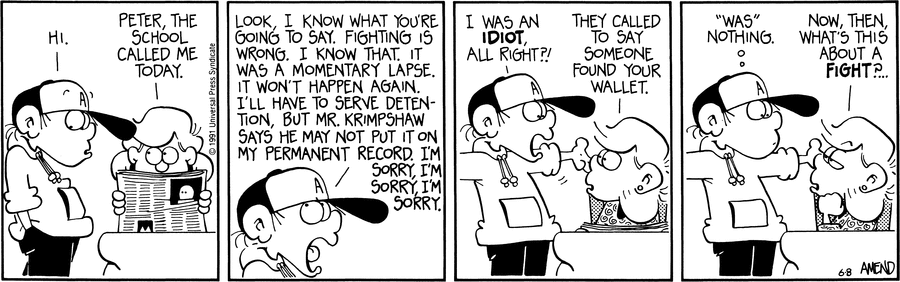 HI.
PETER, THE
SCHOOL
CALLED ME
TODAY.
A
© 1991 Universal Press Syndicate
LOOK, I KNOW WHAT YOU'RE
GOING TO SAY. FIGHTING IS
WRONG. I KNOW THAT. IT
WAS A MOMENTARY LAPSE.
IT WON'T HAPPEN AGAIN.
I'LL HAVE TO SERVE DETEN-
TION, BUT MR. KRIMPSHAW
SAYS HE MAY NOT PUT IT ON
MY PERMANENT RECORD. I'M
SORRY, I'M
SORRY, I'M
SORRY.
A
I WAS AN
IDIOT,
ALL RIGHT?!
THEY CALLED
TO SAY
SOMEONE
FOUND YOUR
WALLET.
"WAS"
NOTHING.
NOW, THEN,
WHAT'S THIS
ABOUT A
FIGHT?...
A
6-8 AMEND